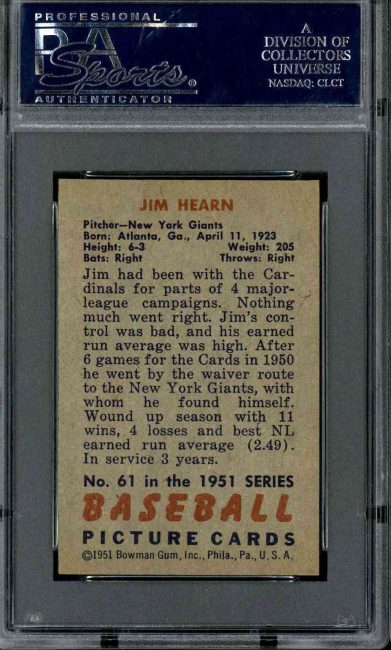 PROFESSIONAL
PSA
Sports
AUTHENTICATOR
A
DIVISION OF
COLLECTORS
UNIVERSE
NASDAQ: CLCT
JIM HEARN
Pitcher—New York Giants
Born: Atlanta, Ga., April 11, 1923
Height: 6-3 Weight: 205
Bats: Right Throws: Right
Jim had been with the Car-
dinals for parts of 4 major-
league campaigns. Nothing
much went right. Jim's con-
trol was bad, and his earned
run average was high. After
6 games for the Cards in 1950
he went by the waiver route
to the New York Giants, with
whom he found himself.
Wound up season with 11
wins, 4 losses and best NL
earned run average (2.49).
In service 3 years.
No. 61 in the 1951 SERIES
BASEBALL
PICTURE CARDS
©1951 Bowman Gum, Inc., Phila., Pa., U.S.A.